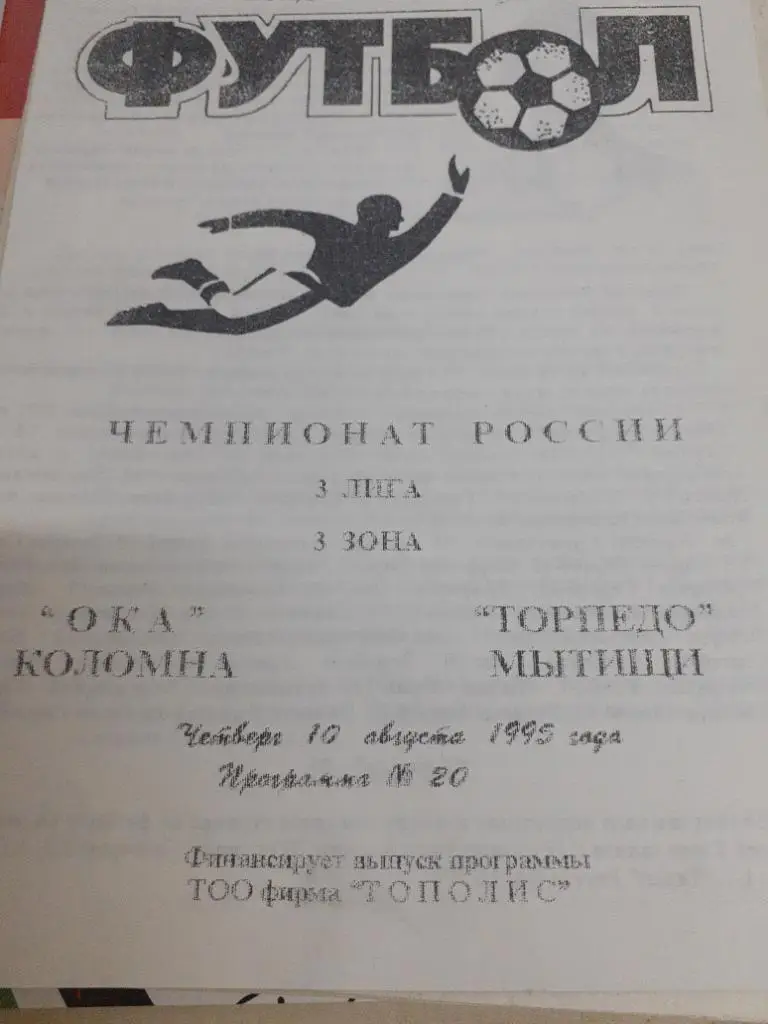 ФУТБОЛ
ЧЕМПИОНАТ РОССИИ
3 ЛИГА
3 ЗОНА
"ОКА" "ТОРПЕДО"
КОЛОМНА МЫТИЩИ
Четверг 10 августа 1995 года
Программа № 20
Финансирует выпуск программы
ТОО фирма "ТОПОЛИС"